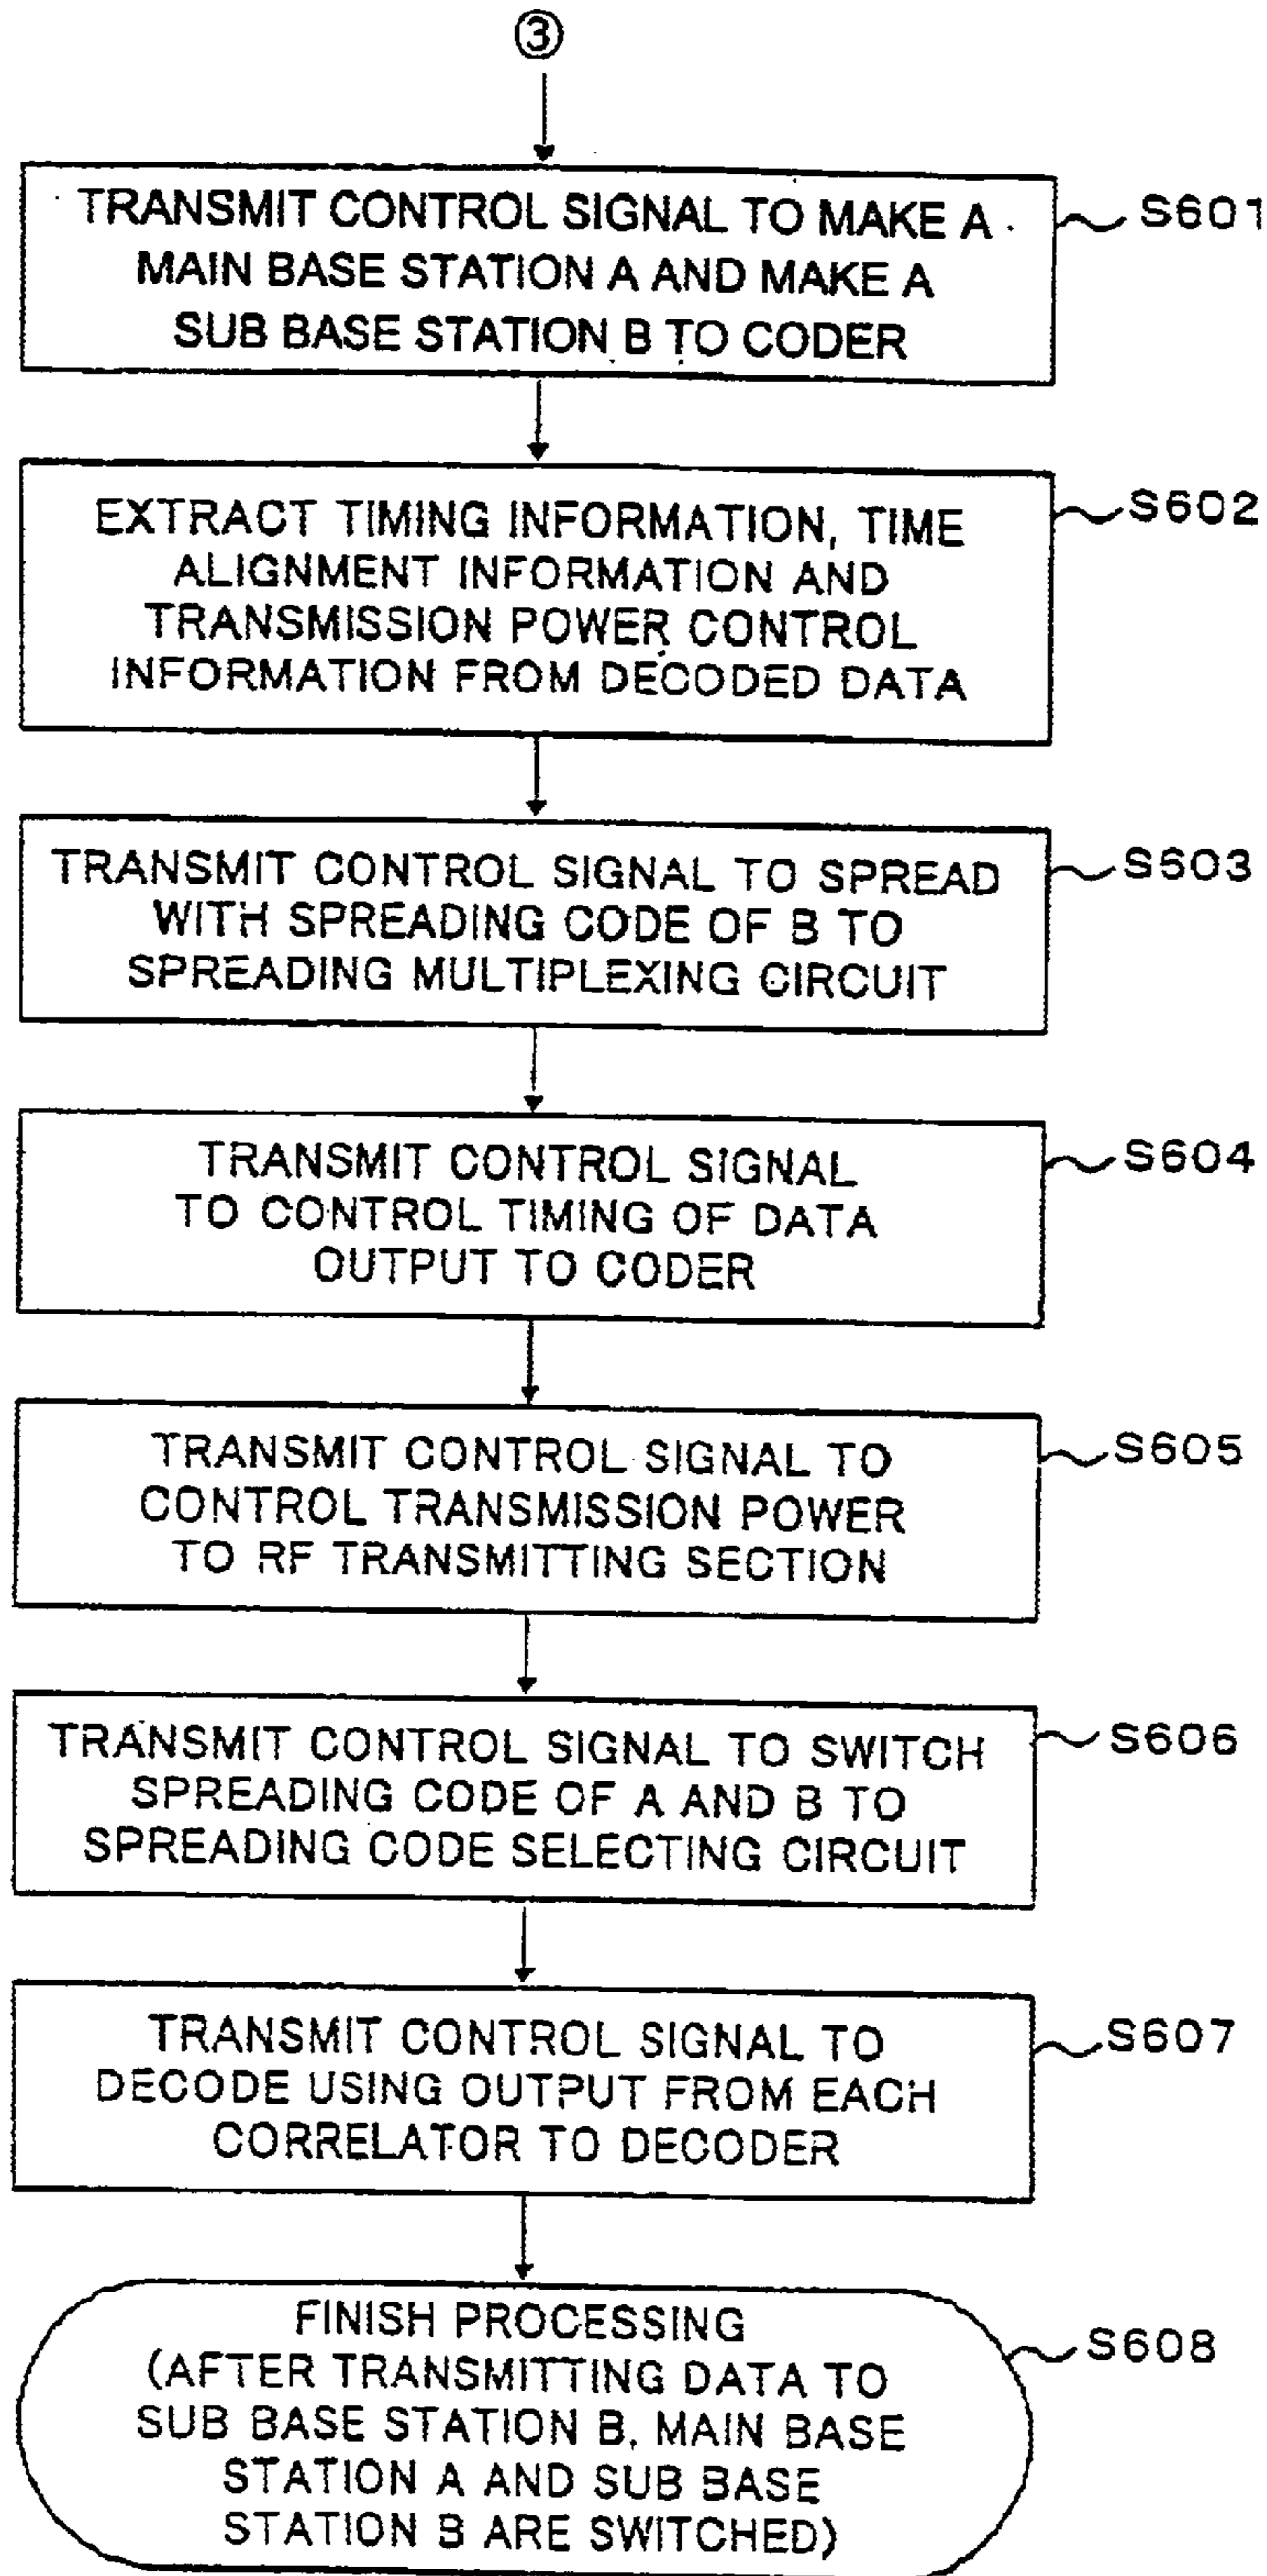 ③
TRANSMIT CONTROL SIGNAL TO MAKE A
MAIN BASE STATION A AND MAKE A
SUB BASE STATION B TO CODER
S601
EXTRACT TIMING INFORMATION, TIME
ALIGNMENT INFORMATION AND
TRANSMISSION POWER CONTROL
INFORMATION FROM DECODED DATA
S602
TRANSMIT CONTROL SIGNAL TO SPREAD
WITH SPREADING CODE OF B TO
SPREADING MULTIPLEXING CIRCUIT
S603
TRANSMIT CONTROL SIGNAL
TO CONTROL TIMING OF DATA
OUTPUT TO CODER
S604
TRANSMIT CONTROL SIGNAL TO
CONTROL TRANSMISSION POWER
TO RF TRANSMITTING SECTION
S605
TRANSMIT CONTROL SIGNAL TO SWITCH
SPREADING CODE OF A AND B TO
SPREADING CODE SELECTING CIRCUIT
S606
TRANSMIT CONTROL SIGNAL TO
DECODE USING OUTPUT FROM EACH
CORRELATOR TO DECODER
S607
FINISH PROCESSING
(AFTER TRANSMITTING DATA TO
SUB BASE STATION B, MAIN BASE
STATION A AND SUB BASE
STATION B ARE SWITCHED)
S608